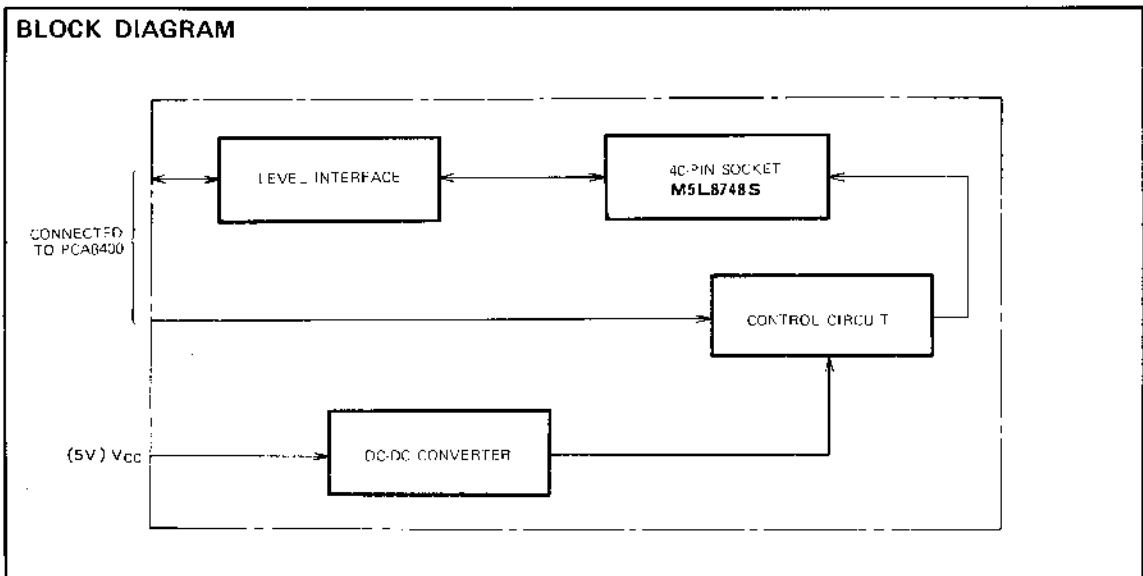 BLOCK DIAGRAM
LEVEL INTERFACE
40-PIN SOCKET
M5L8748S
CONNECTED
TO PCA8400
CONTROL CIRCUIT
(5V) VCC
DC-DC CONVERTER